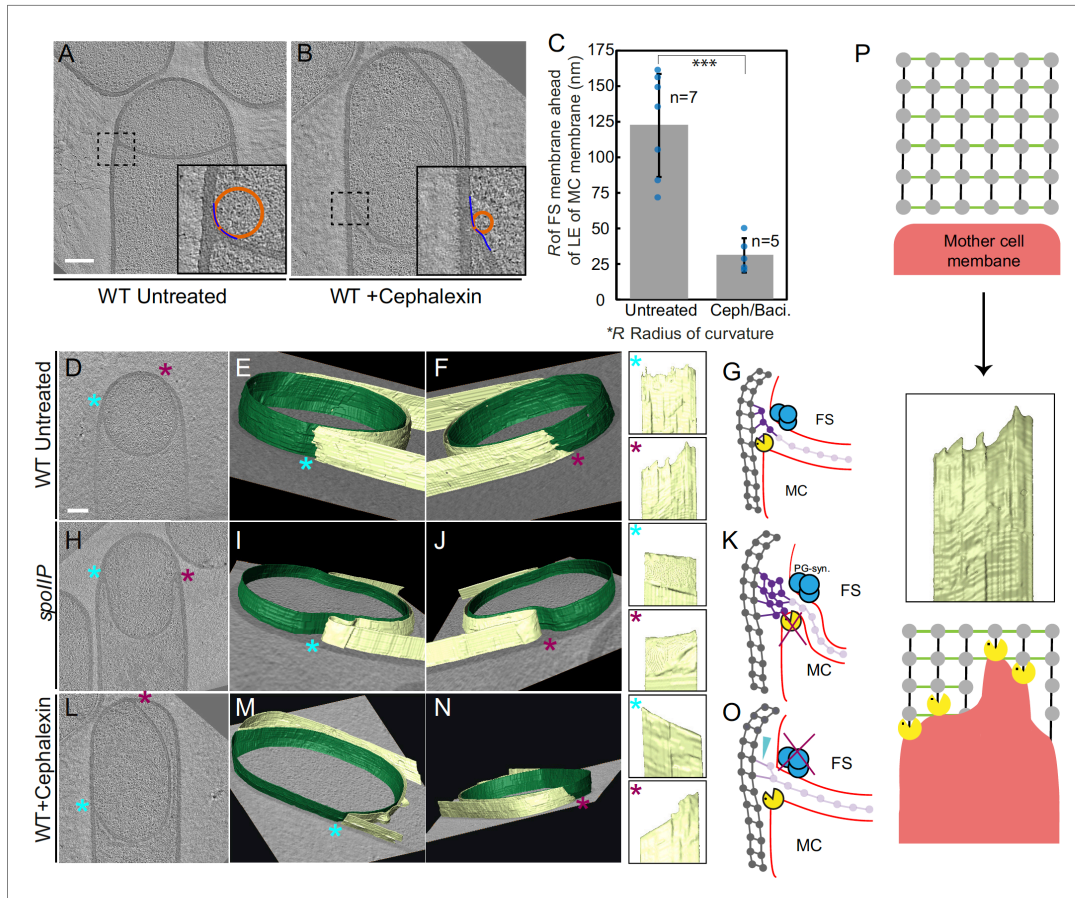 A
B
WT Untreated
WT +Cephalexin
C
R of FS membrane ahead
of LE of MC membrane (nm)
175
150
125
100
75
50
25
0
***
n=7
n=5
Untreated
Ceph/Baci.
*R Radius of curvature
P
Mother cell
membane
WT Untreated
D
*
*
E
*
F
*
*
*
G
FS
MC
spoIIP
H
*
*
I
*
J
*
*
*
K
PG-syn.
FS
MC
WT+Cephalexin
L
*
*
M
*
N
*
*
*
O
FS
MC